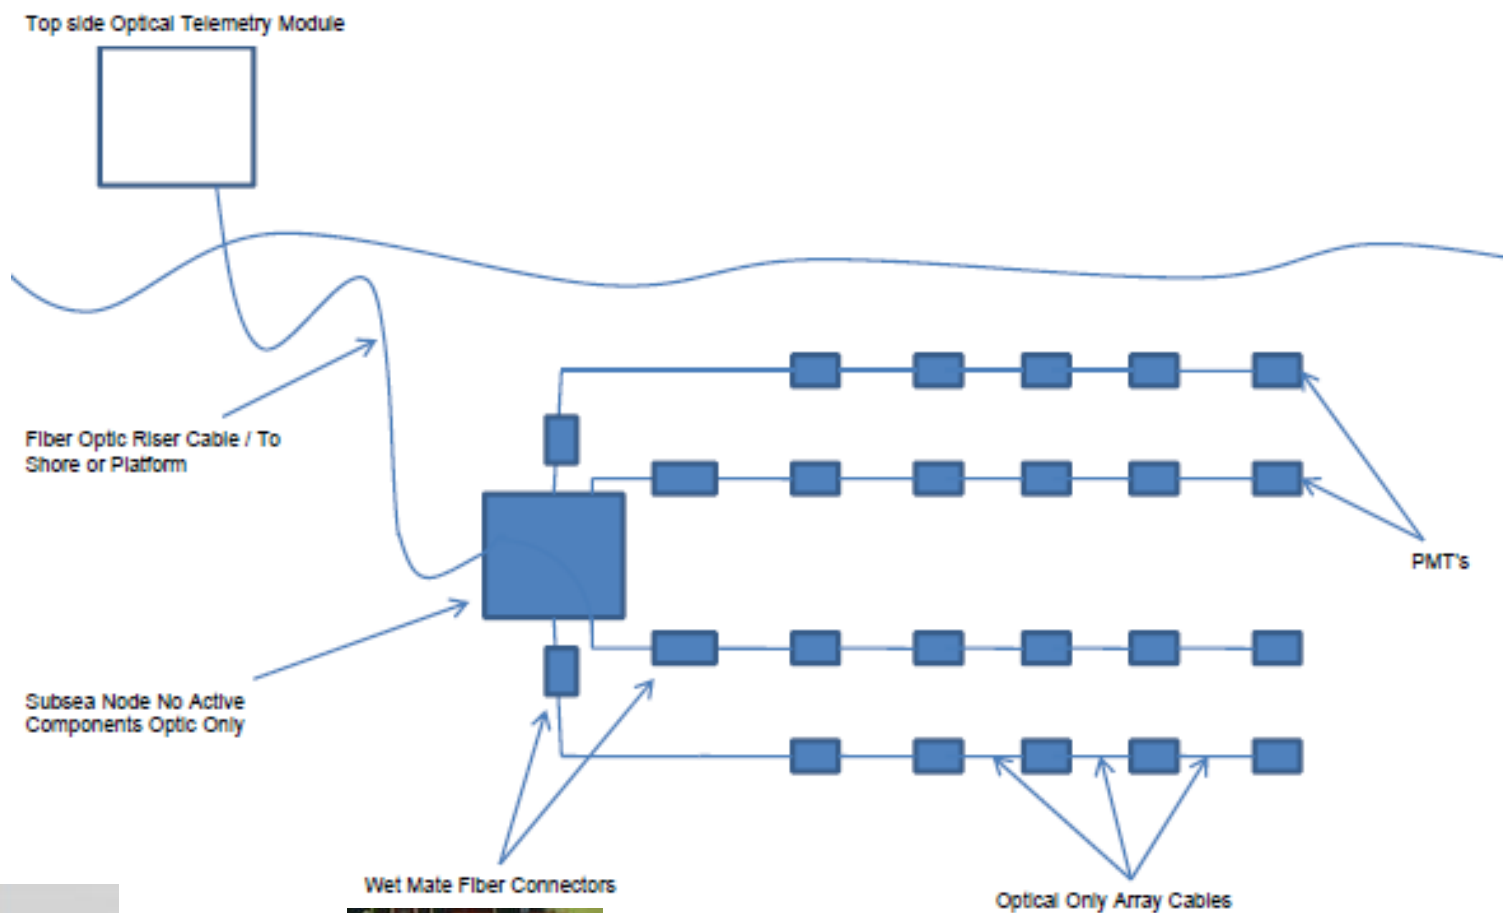 Top side Optical Telemetry Module
Fiber Optic Riser Cable / To
Shore or Platform
PMT's
Subsea Node No Active
Components Optic Only
Wet Mate Fiber Connectors
Optical Only Array Cables